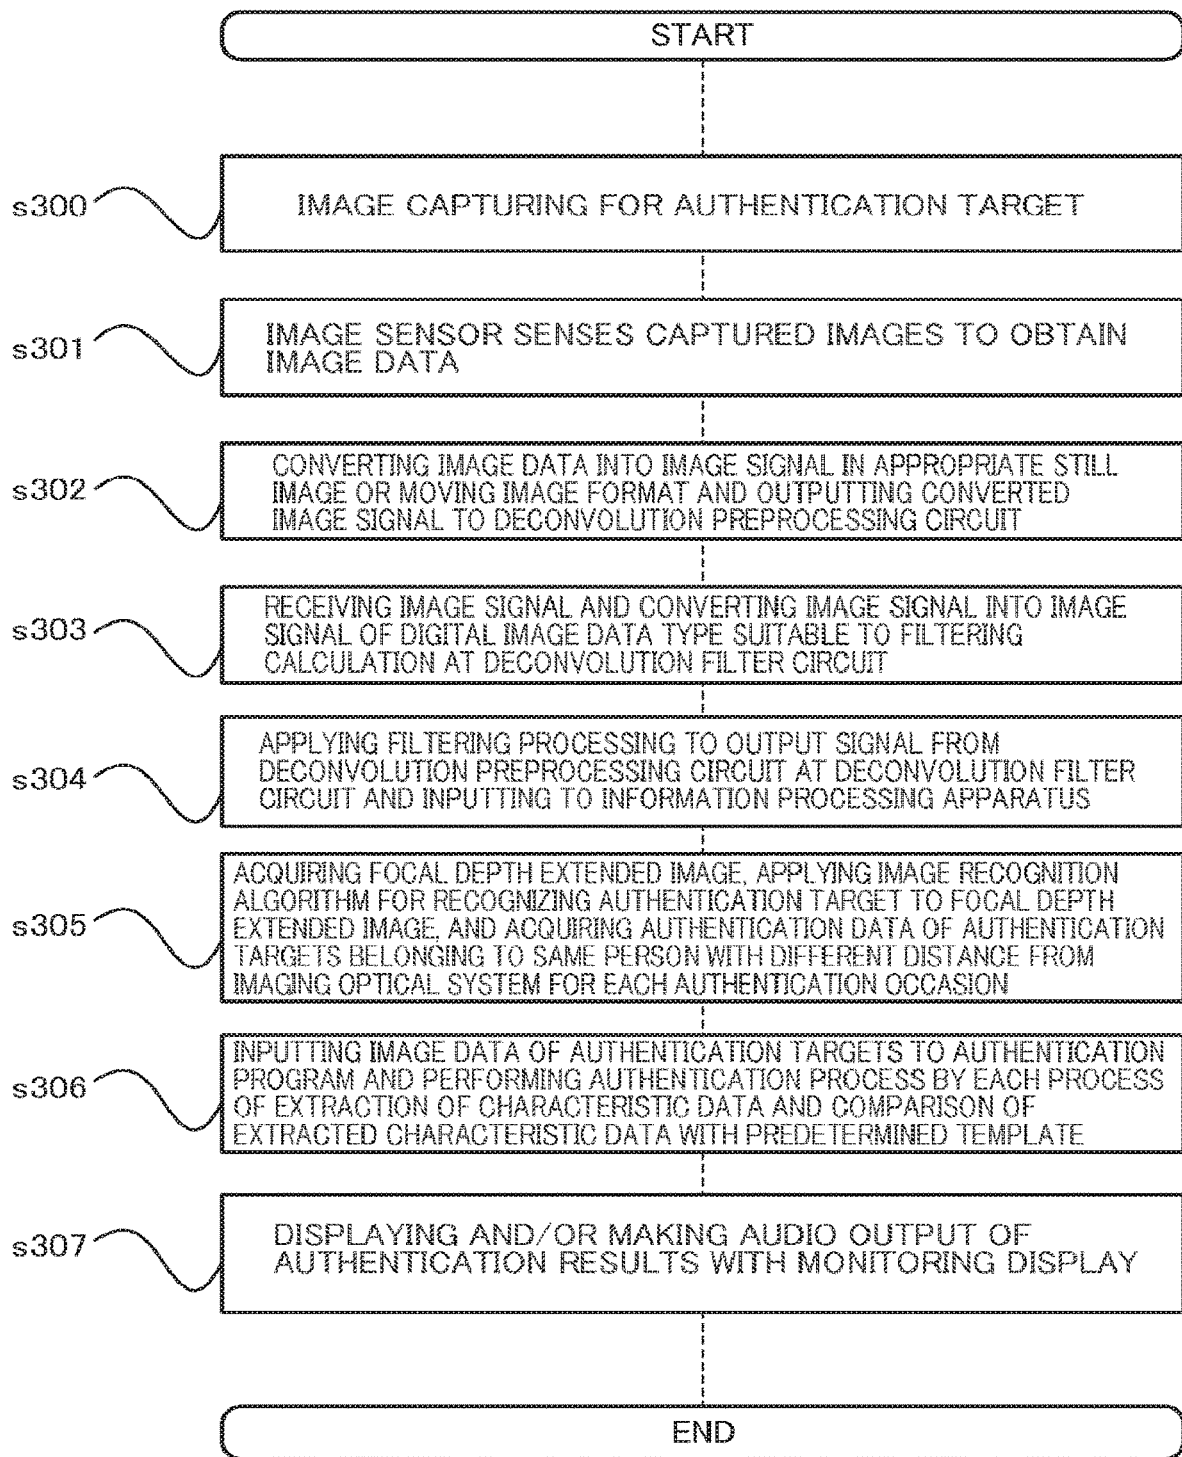 START
s300
IMAGE CAPTURING FOR AUTHENTICATION TARGET
s301
IMAGE SENSOR SENSES CAPTURED IMAGES TO OBTAIN
IMAGE DATA
s302
CONVERTING IMAGE DATA INTO IMAGE SIGNAL IN APPROPRIATE STILL
IMAGE OR MOVING IMAGE FORMAT AND OUTPUTTING CONVERTED
IMAGE SIGNAL TO DECONVOLUTION PREPROCESSING CIRCUIT
s303
RECEIVING IMAGE SIGNAL AND CONVERTING IMAGE SIGNAL INTO IMAGE
SIGNAL OF DIGITAL IMAGE DATA TYPE SUITABLE TO FILTERING
CALCULATION AT DECONVOLUTION FILTER CIRCUIT
s304
APPLYING FILTERING PROCESSING TO OUTPUT SIGNAL FROM
DECONVOLUTION PREPROCESSING CIRCUIT AT DECONVOLUTION FILTER
CIRCUIT AND INPUTTING TO INFORMATION PROCESSING APPARATUS
s305
ACQUIRING FOCAL DEPTH EXTENDED IMAGE, APPLYING IMAGE RECOGNITION
ALGORITHM FOR RECOGNIZING AUTHENTICATION TARGET TO FOCAL DEPTH
EXTENDED IMAGE, AND ACQUIRING AUTHENTICATION DATA OF AUTHENTICATION
TARGETS BELONGING TO SAME PERSON WITH DIFFERENT DISTANCE FROM
IMAGING OPTICAL SYSTEM FOR EACH AUTHENTICATION OCCASION
s306
INPUTTING IMAGE DATA OF AUTHENTICATION TARGETS TO AUTHENTICATION
PROGRAM AND PERFORMING AUTHENTICATION PROCESS BY EACH PROCESS
OF EXTRACTION OF CHARACTERISTIC DATA AND COMPARISON OF
EXTRACTED CHARACTERISTIC DATA WITH PREDETERMINED TEMPLATE
s307
DISPLAYING AND/OR MAKING AUDIO OUTPUT OF
AUTHENTICATION RESULTS WITH MONITORING DISPLAY
END